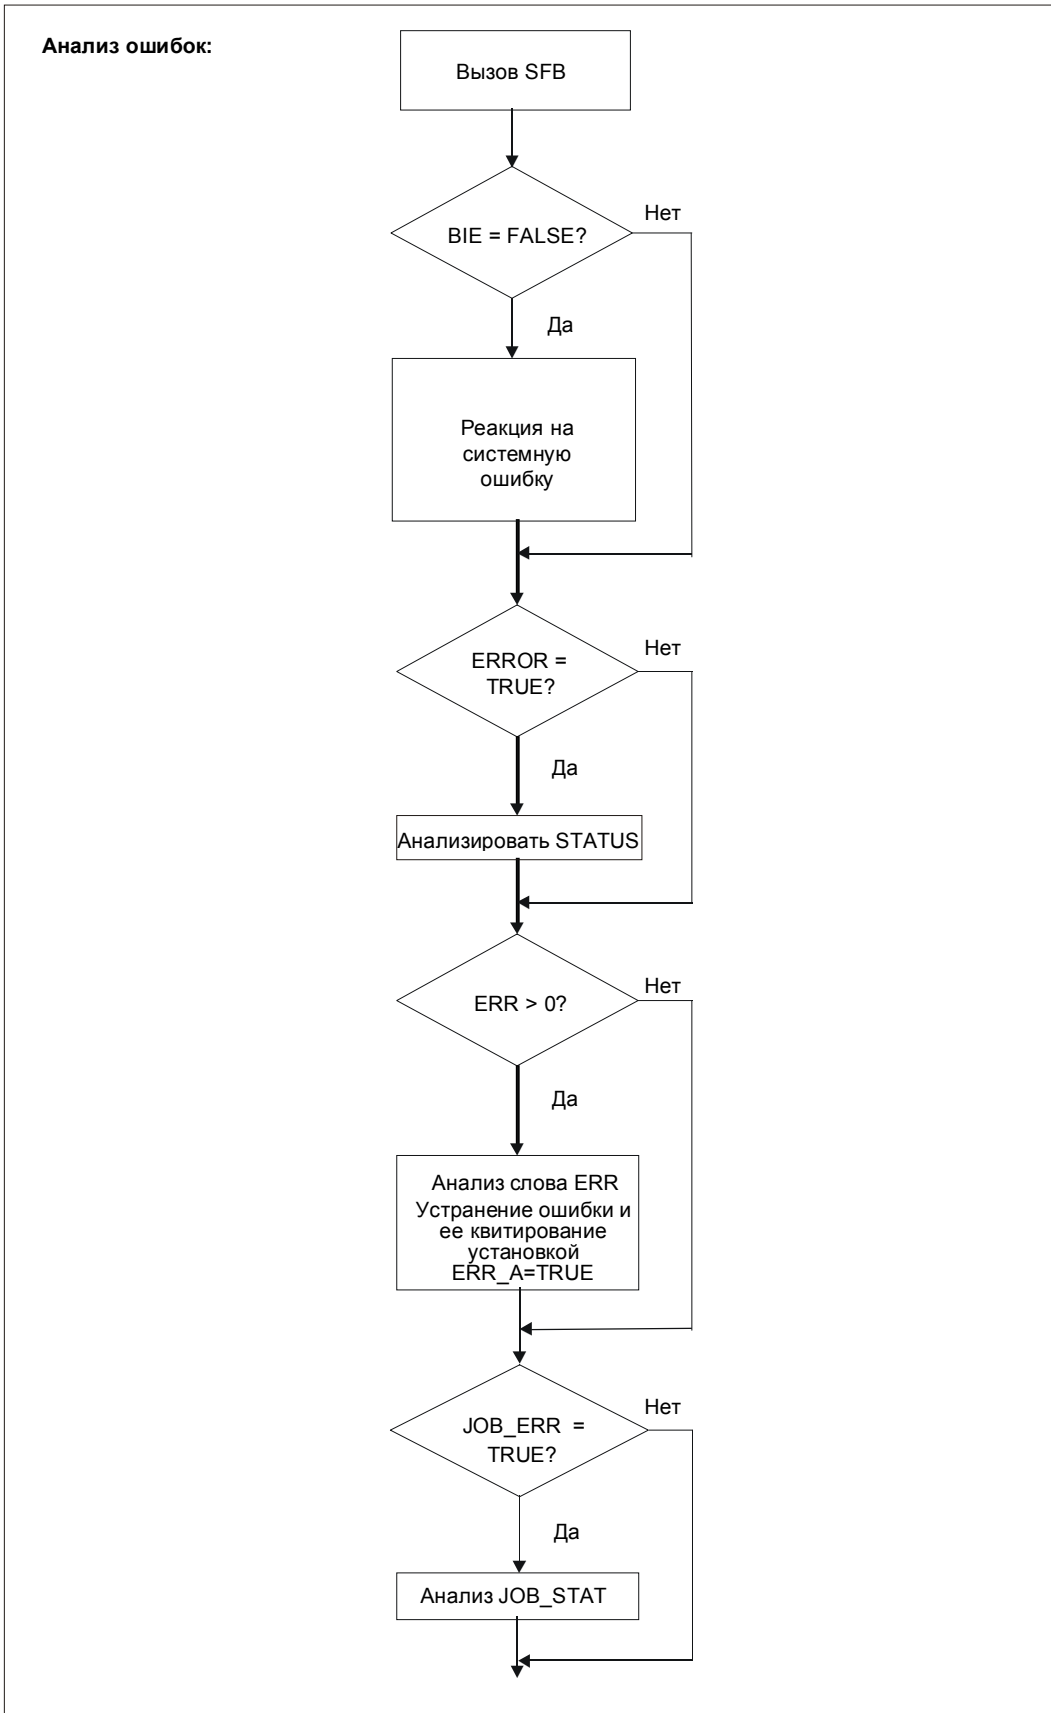 Анализ ошибок:
Вызов SFB
Нет
BIE = FALSE?
Да
Реакция на
системную
ошибку
Нет
ERROR =
TRUE?
Да
Анализировать STATUS
Нет
ERR > 0?
Да
Анализ слова ERR
Устранение ошибки и
ее квитирование
установкой
ERR_A=TRUE
Нет
JOB_ERR =
TRUE?
Да
Анализ JOB_STAT